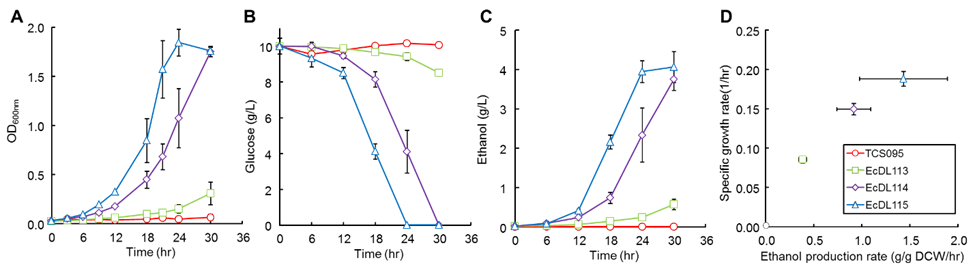 A
B
C
D
2.0
1.5
1.0
0.5
0.0
OD600nm
0 6 12 18 24 30 36
Time (hr)
12
10
8
6
4
2
0
Glucose (g/L)
0 6 12 18 24 30 36
Time (hr)
5
4
3
2
1
0
Ethanol (g/L)
0 6 12 18 24 30 36
Time (hr)
0.25
0.20
0.15
0.10
0.05
0.00
Specific growth rate(1/hr)
0.0 0.5 1.0 1.5 2.0
Ethanol production rate (g/g DCW/hr)
TCS095
EcDL113
EcDL114
EcDL115